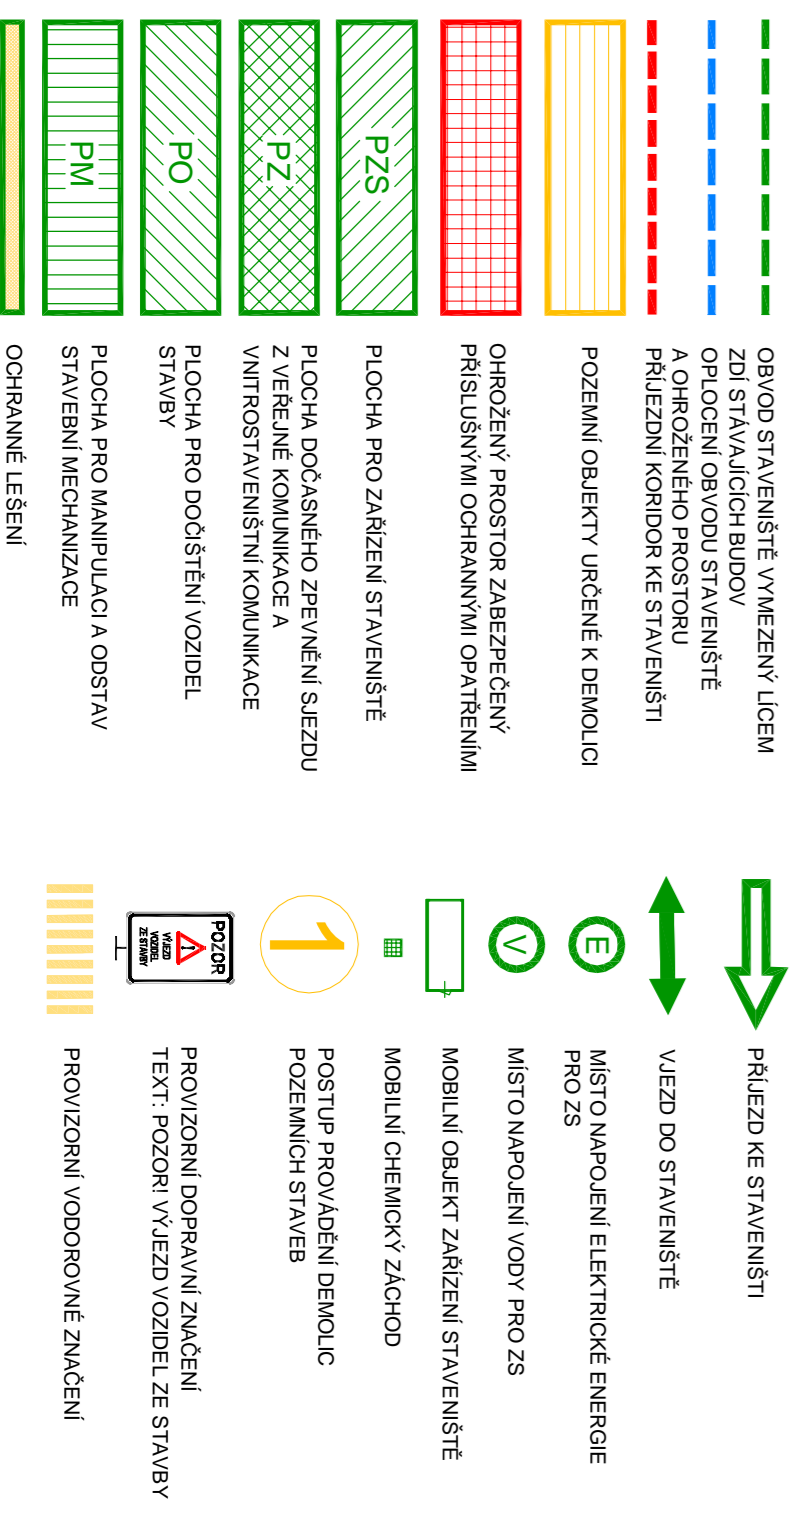 OBVOD STAVENIŠTĚ VYMEZENÝ LÍCEM
ZDÍ STÁVAJÍCÍCH BUDOV
OPLOCENÍ OBVODU STAVENIŠTĚ
A OHROŽENÉHO PROSTORU
PŘÍJEZDNÍ KORIDOR KE STAVENIŠTI
POZEMNÍ OBJEKTY URČENÉ K DEMOLICI
OHROŽENÝ PROSTOR ZABEZPEČENÝ
PŘÍSLUŠNÝMI OCHRANNÝMI OPATŘENÍMI
PZS
PLOCHA PRO ZAŘÍZENÍ STAVENIŠTĚ
PZ
PLOCHA DOČASNÉHO ZPEVNĚNÍ SJEZDU
Z VEŘEJNÉ KOMUNIKACE A
VNITROSTAVENIŠTNÍ KOMUNIKACE
PO
PLOCHA PRO DOČIŠTĚNÍ VOZIDEL
STAVBY
PM
PLOCHA PRO MANIPULACI A ODSTAV
STAVEBNÍ MECHANIZACE
OCHRANNÉ LEŠENÍ
PŘÍJEZD KE STAVENIŠTI
VJEZD DO STAVENIŠTĚ
E
MÍSTO NAPOJENÍ ELEKTRICKÉ ENERGIE
PRO ZS
V
MÍSTO NAPOJENÍ VODY PRO ZS
MOBILNÍ OBJEKT ZAŘÍZENÍ STAVENIŠTĚ
MOBILNÍ CHEMICKÝ ZÁCHOD
1
POSTUP PROVÁDĚNÍ DEMOLIC
POZEMNÍCH STAVEB
POZOR
!
VÝJEZD
VOZIDEL
ZE STAVBY
PROVIZORNÍ DOPRAVNÍ ZNAČENÍ
TEXT: POZOR! VÝJEZD VOZIDEL ZE STAVBY
PROVIZORNÍ VODOROVNÉ ZNAČENÍ